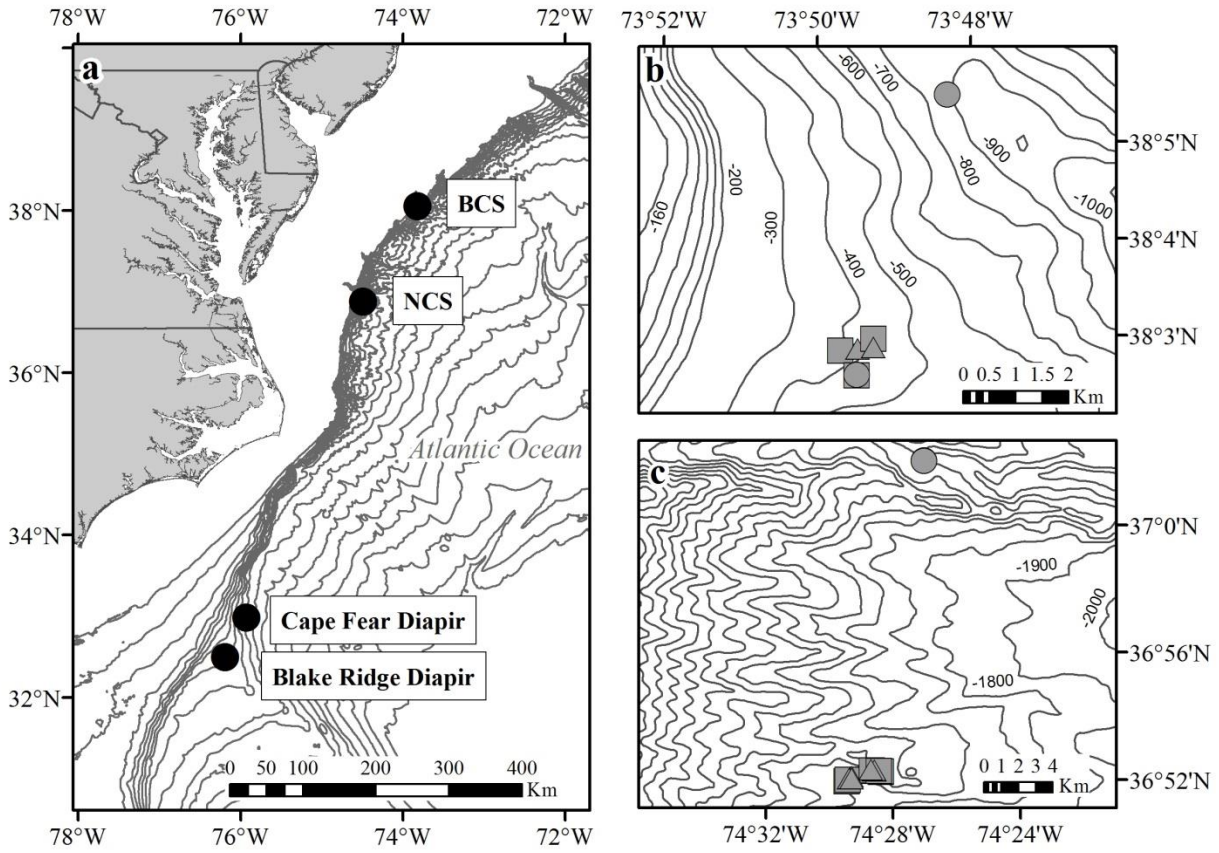 78°W 76°W 74°W 72°W
a
BCS
38°N
NCS
36°N
Atlantic Ocean
34°N
Cape Fear Diapir
Blake Ridge Diapir
32°N
0 50 100 200 300 400
Km
78°W 76°W 74°W 72°W
73°52'W 73°50'W 73°48'W
b
-160
-200
-300
-400
-500
-600
-700
-800
-900
-1000
38°5'N
38°4'N
38°3'N
0 0.5 1 1.5 2
Km
c
37°0'N
-1900
-2000
36°56'N
-1800
36°52'N
0 1 2 3 4
Km
74°32'W 74°28'W 74°24'W